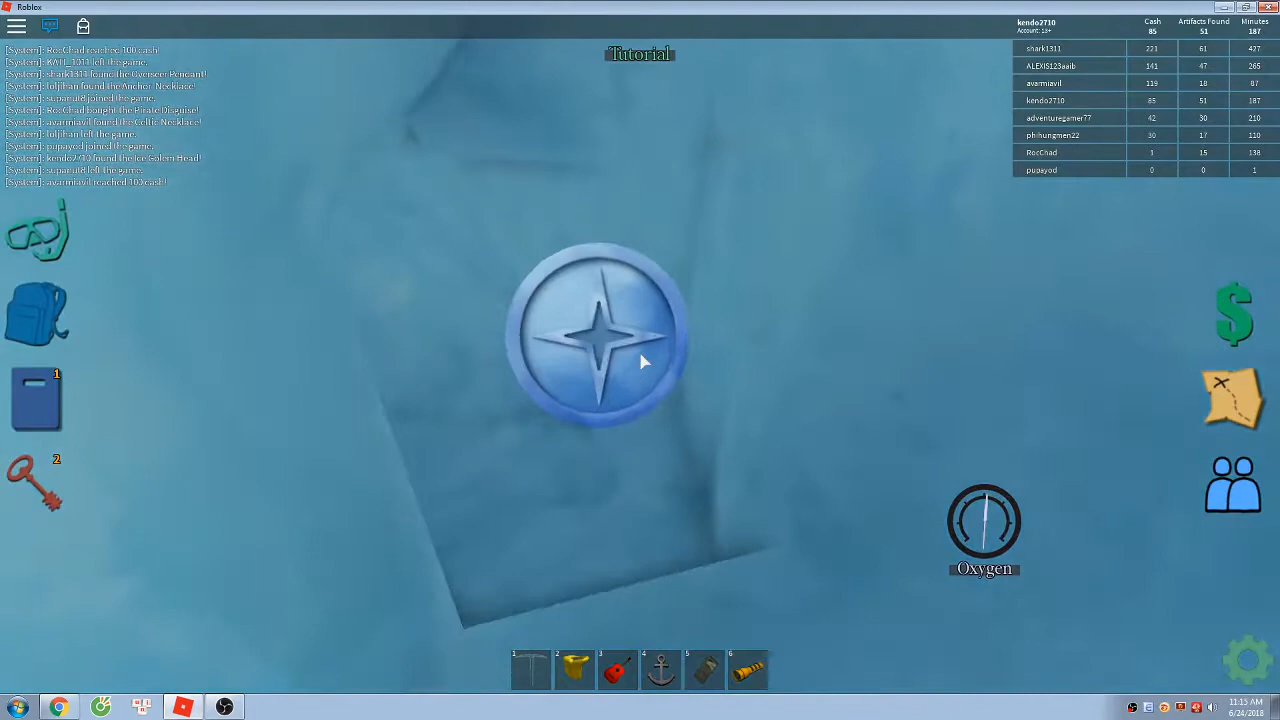 Roblox
kendo2710
Account: 13+
Cash
85
Artifacts Found
51
Minutes
187
shark1311 221 61 427
ALEXIS123aaib 141 47 265
avarmiavil 119 18 87
kendo2710 85 51 187
adventuregamer77 42 30 210
phihungmen22 30 17 110
RocChad 1 15 138
pupayod 0 0 1
[System]: RocChad reached 100 cash!
[System]: KATI_1011 left the game.
[System]: shark1311 found the Overseer Pendant!
[System]: loljihan found the Anchor Necklace!
[System]: supanut8 joined the game.
[System]: RocChad bought the Pirate Disguise!
[System]: avarmiavil found the Celtic Necklace!
[System]: loljihan left the game.
[System]: pupayod joined the game.
[System]: kendo2710 found the Ice Golem Head!
[System]: supanut8 left the game.
[System]: avarmiavil reached 100 cash!
Tutorial
1
2
Oxygen
1 2 3 4 5 6
11:15 AM
6/24/2018